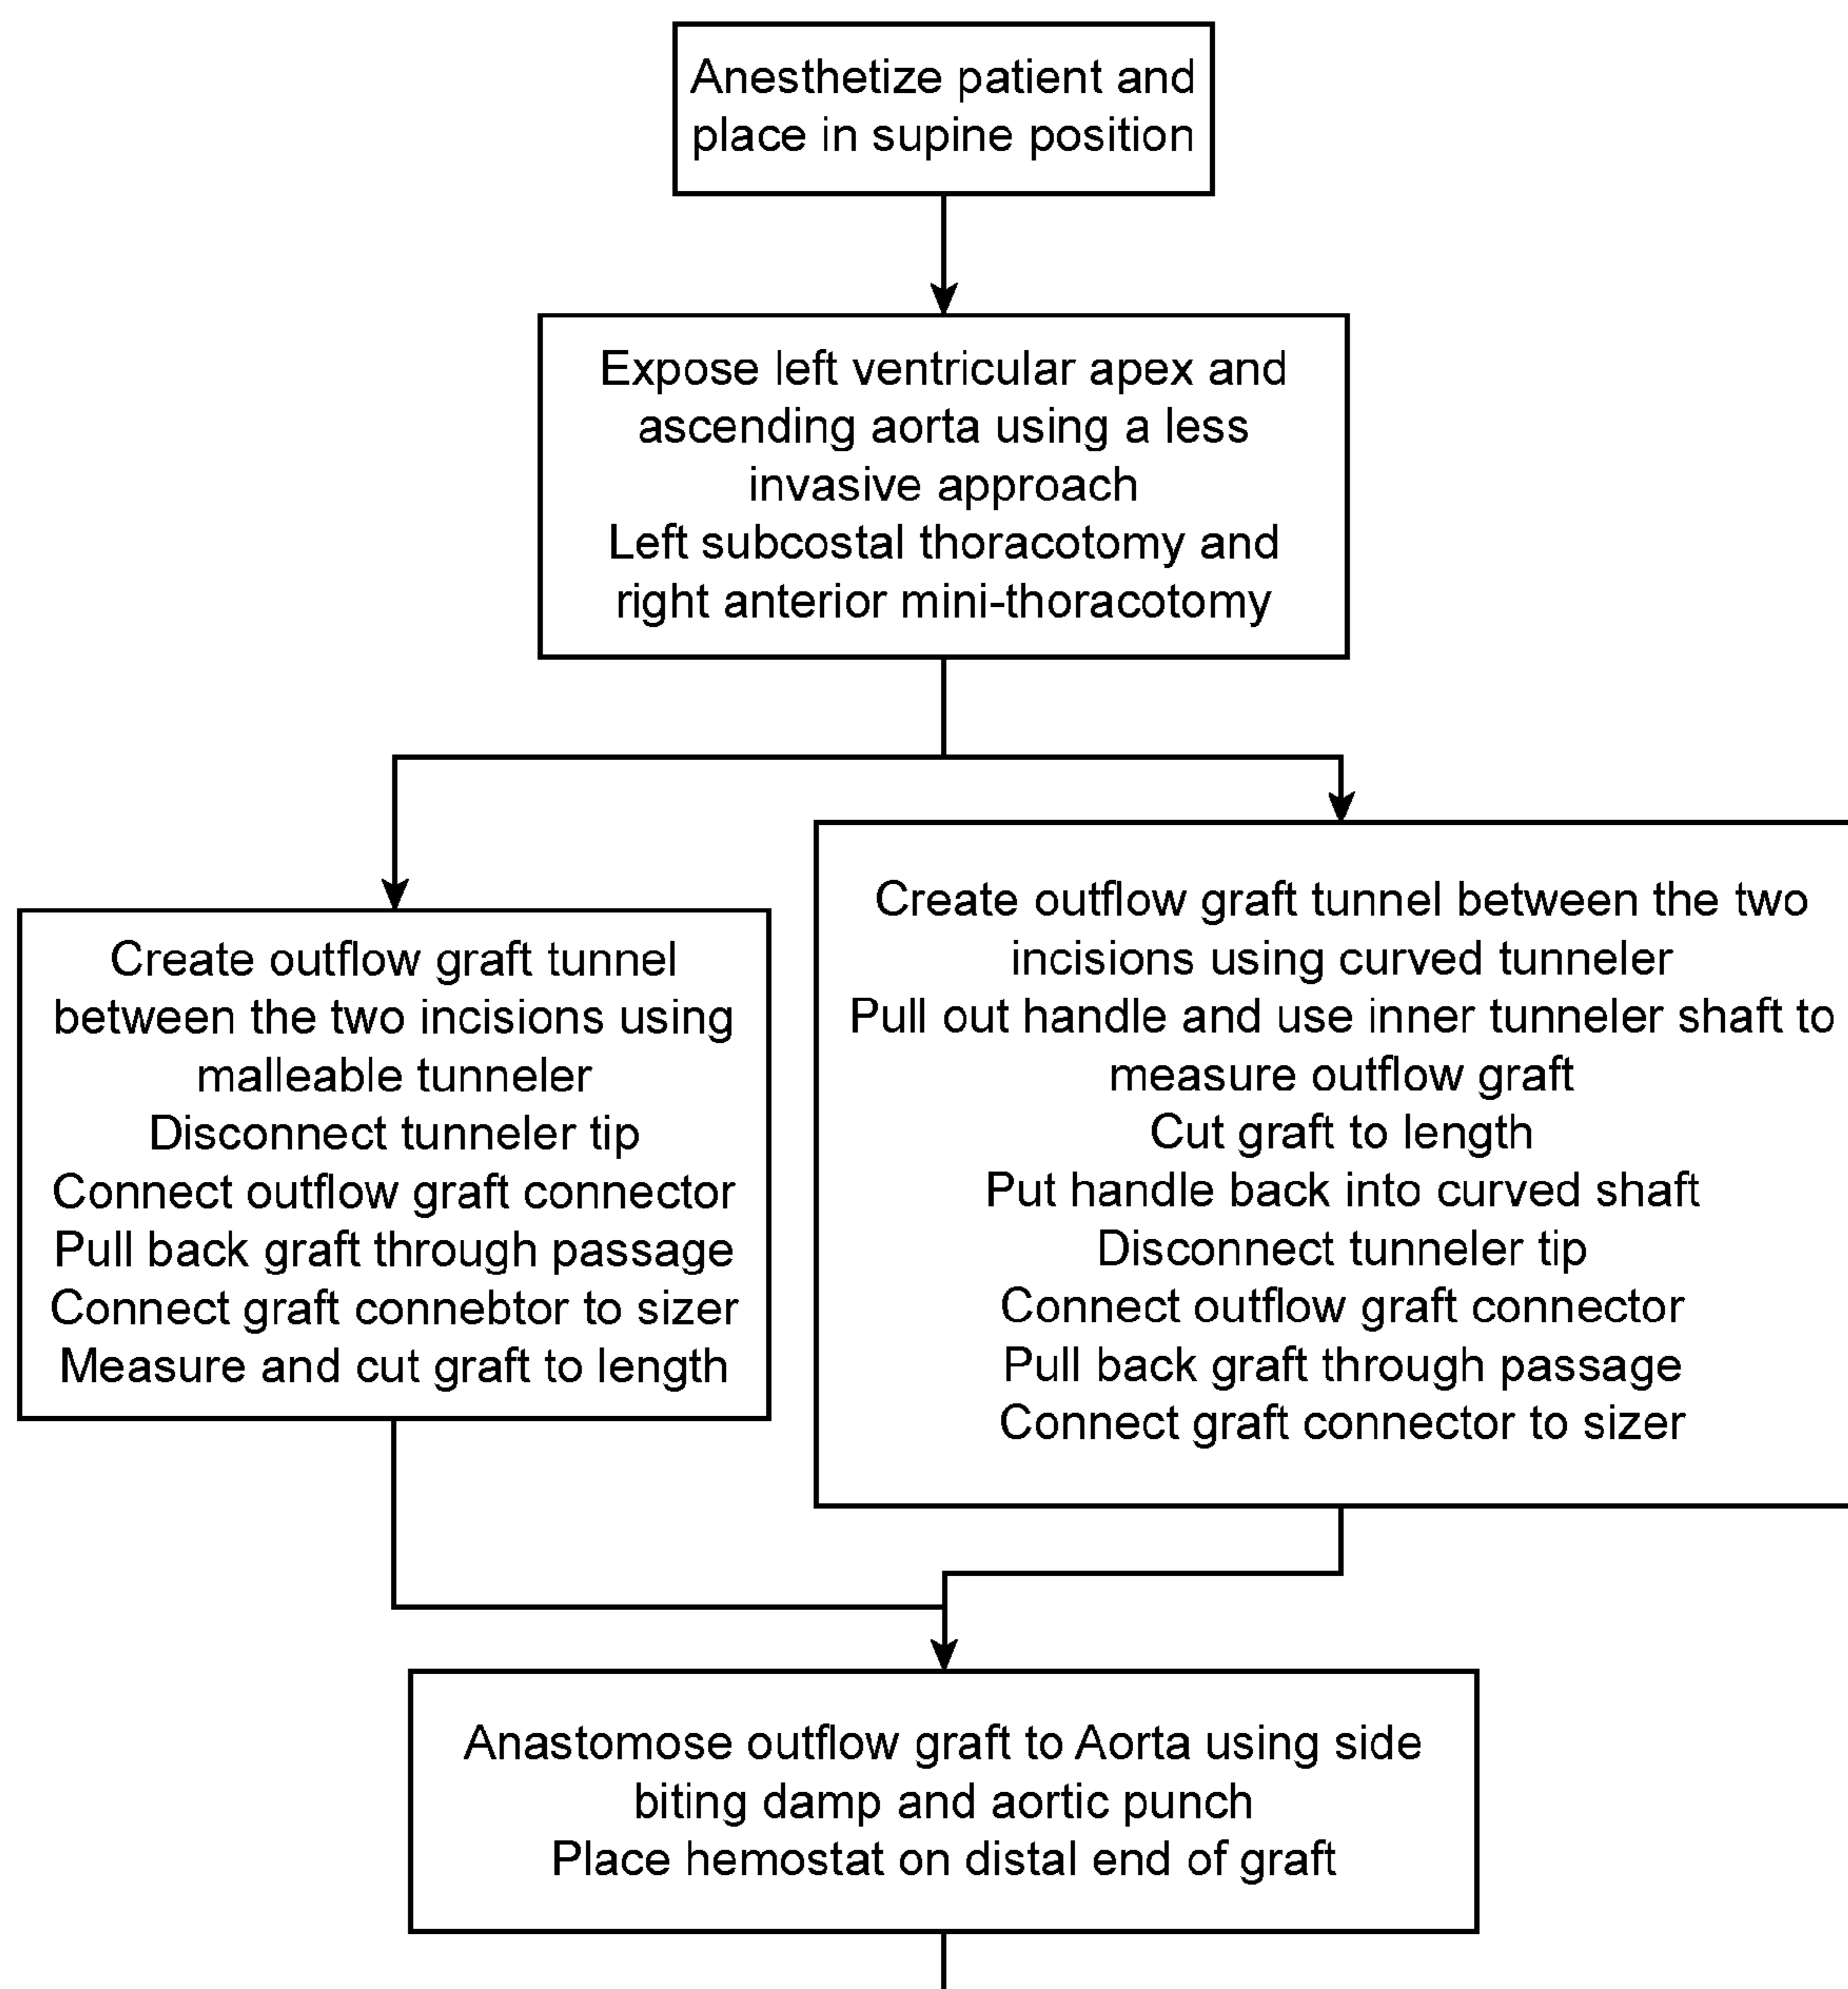 Anesthetize patient and
place in supine position
Expose left ventricular apex and
ascending aorta using a less
invasive approach
Left subcostal thoracotomy and
right anterior mini-thoracotomy
Create outflow graft tunnel
between the two incisions using
malleable tunneler
Disconnect tunneler tip
Connect outflow graft connector
Pull back graft through passage
Connect graft connebtor to sizer
Measure and cut graft to length
Create outflow graft tunnel between the two
incisions using curved tunneler
Pull out handle and use inner tunneler shaft to
measure outflow graft
Cut graft to length
Put handle back into curved shaft
Disconnect tunneler tip
Connect outflow graft connector
Pull back graft through passage
Connect graft connector to sizer
Anastomose outflow graft to Aorta using side
biting damp and aortic punch
Place hemostat on distal end of graft